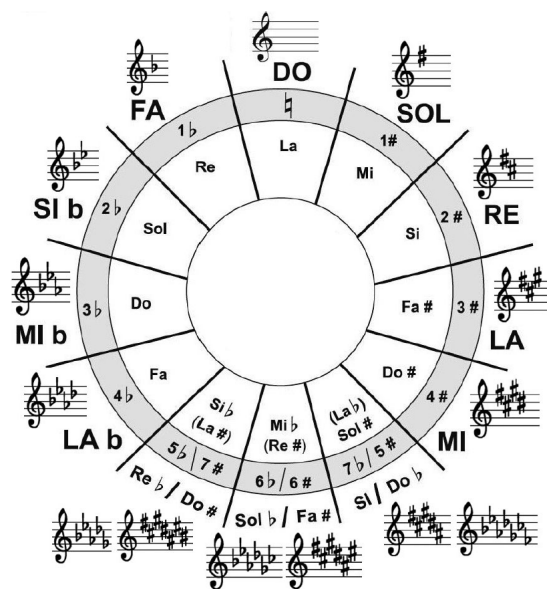 DO
FA
SOL
1♭
♮
1#
La
Re
Mi
SI b
2♭
2 #
RE
Sol
Si
MI b
3♭
Do
Fa #
3 #
LA
LA b
4♭
Fa
Do #
4 #
MI
Si♭
(La #)
Mi♭
(Re #)
(La♭)
Sol #
5♭/7#
6♭/6#
7♭/5#
Re♭/Do#
Sol♭/Fa#
SI/Do♭